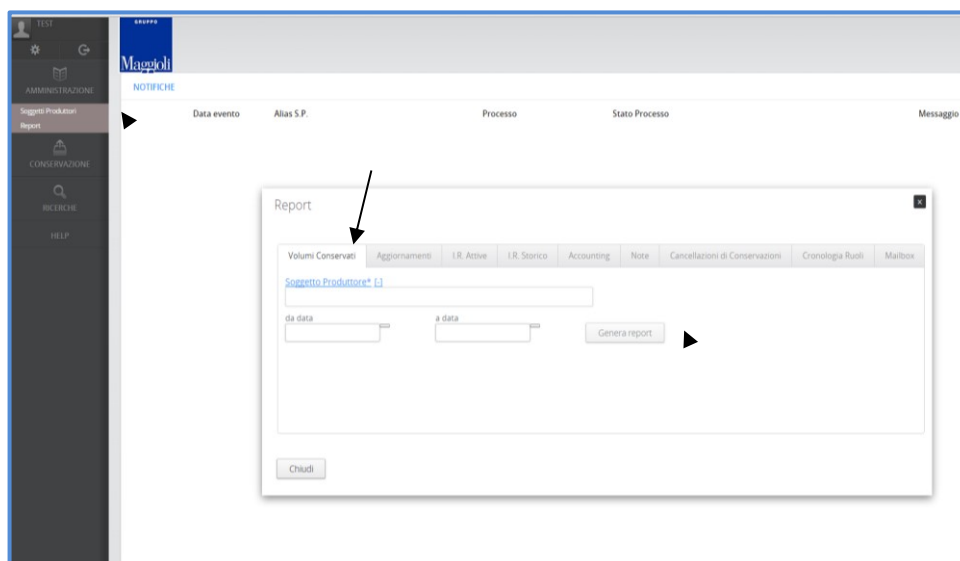 TEST
AMMINISTRAZIONE
Soggetti Produttori
Report
CONSERVAZIONE
RICERCHE
HELP
GRUPPO
Maggioli
NOTIFICHE
Data evento Alias S.P. Processo Stato Processo Messaggio
Report
x
Volumi Conservati Aggiornamenti I.R. Attive I.R. Storico Accounting Note Cancellazioni di Conservazioni Cronologia Ruoli Mailbox
Soggetto Produttore* [-]
da data a data
Genera report
Chiudi